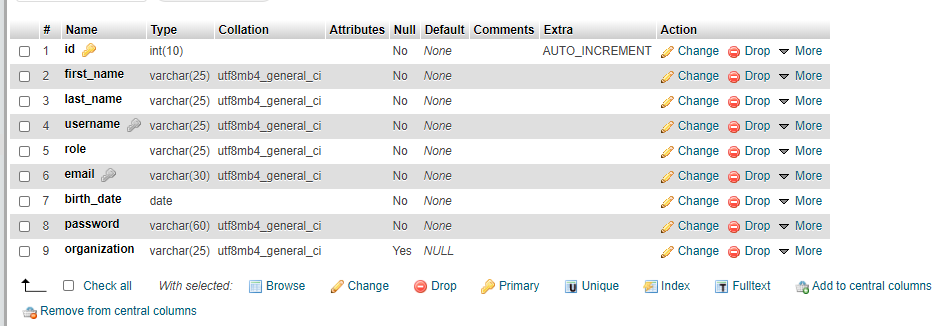 # Name Type Collation Attributes Null Default Comments Extra Action
1 id int(10) No None AUTO_INCREMENT Change Drop More
2 first_name varchar(25) utf8mb4_general_ci No None Change Drop More
3 last_name varchar(25) utf8mb4_general_ci No None Change Drop More
4 username varchar(25) utf8mb4_general_ci No None Change Drop More
5 role varchar(25) utf8mb4_general_ci No None Change Drop More
6 email varchar(30) utf8mb4_general_ci No None Change Drop More
7 birth_date date No None Change Drop More
8 password varchar(60) utf8mb4_general_ci No None Change Drop More
9 organization varchar(25) utf8mb4_general_ci Yes NULL Change Drop More
Check all With selected: Browse Change Drop Primary Unique Index Fulltext Add to central columns
Remove from central columns